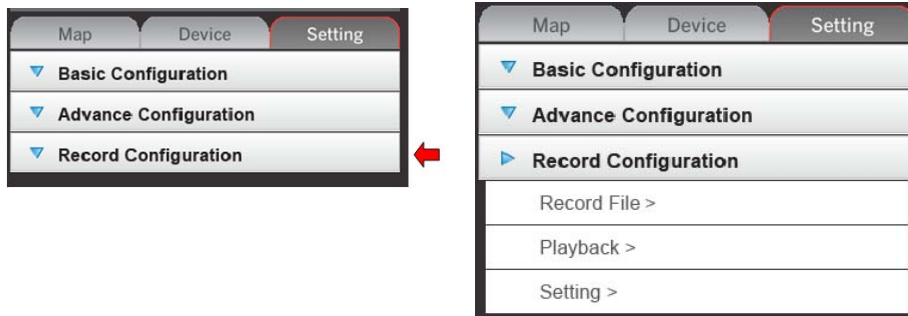 Map Device Setting
Basic Configuration
Advance Configuration
Record Configuration
Map Device Setting
Basic Configuration
Advance Configuration
Record Configuration
Record File >
Playback >
Setting >